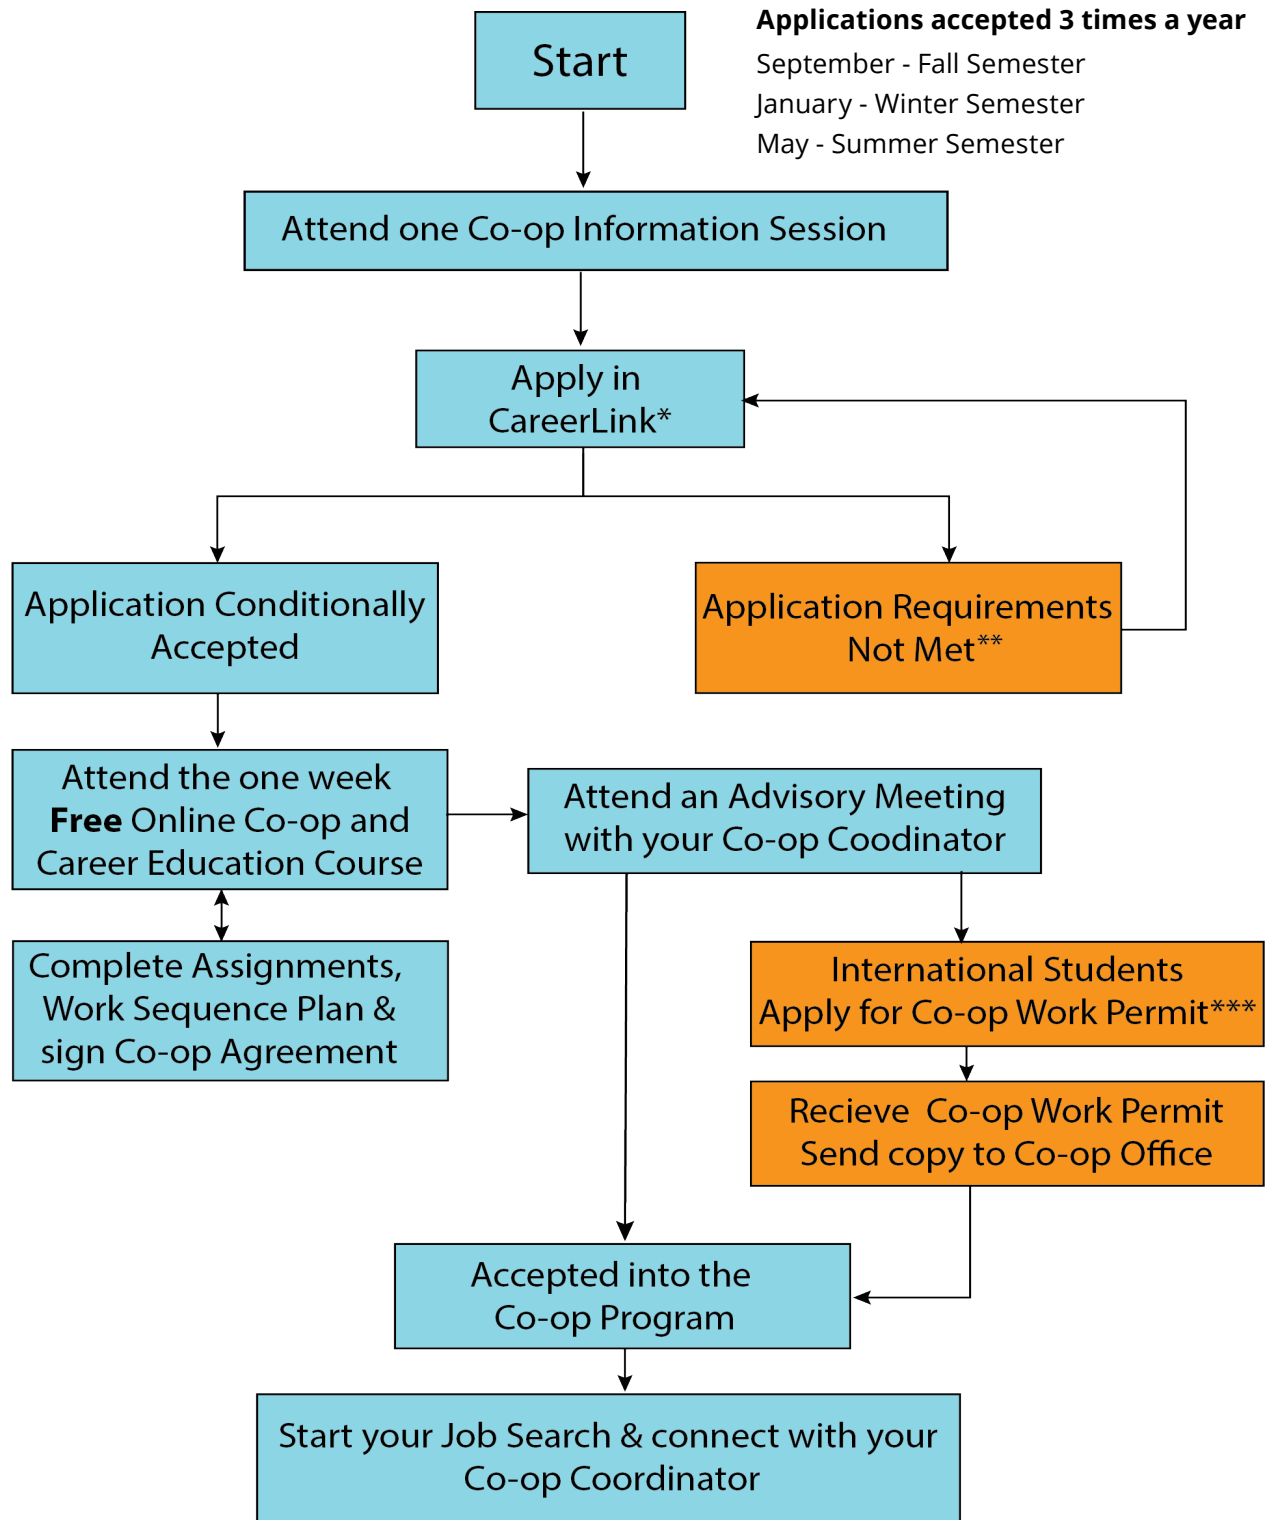 Start
Applications accepted 3 times a year
September - Fall Semester
January - Winter Semester
May - Summer Semester
Attend one Co-op Information Session
Apply in
CareerLink*
Application Conditionally
Accepted
Application Requirements
Not Met**
Attend the one week
Free Online Co-op and
Career Education Course
Attend an Advisory Meeting
with your Co-op Coodinator
Complete Assignments,
Work Sequence Plan &
sign Co-op Agreement
International Students
Apply for Co-op Work Permit***
Recieve Co-op Work Permit
Send copy to Co-op Office
Accepted into the
Co-op Program
Start your Job Search & connect with your
Co-op Coordinator